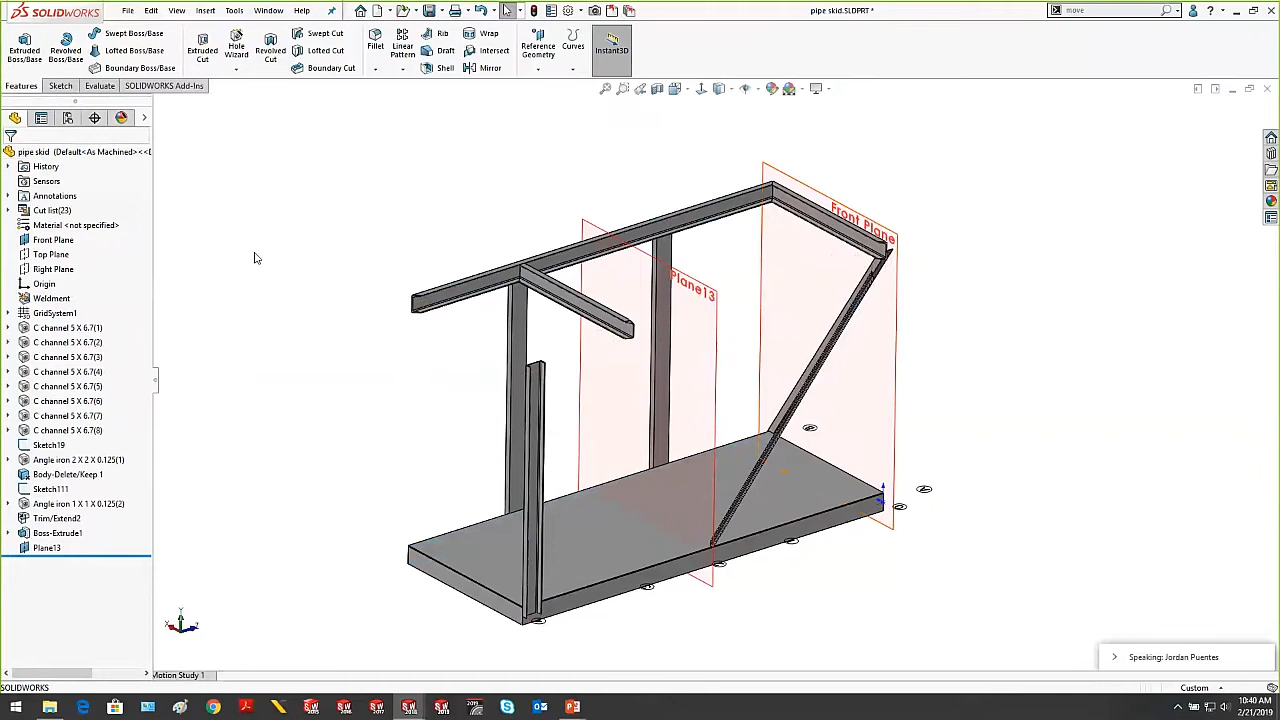 SOLIDWORKS
File Edit View Insert Tools Window Help
pipe skid.SLDPRT *
move
Extruded Boss/Base
Revolved Boss/Base
Swept Boss/Base
Lofted Boss/Base
Boundary Boss/Base
Extruded Cut
Hole Wizard
Revolved Cut
Swept Cut
Lofted Cut
Boundary Cut
Fillet
Linear Pattern
Rib
Draft
Shell
Wrap
Intersect
Mirror
Reference Geometry
Curves
Instant3D
Features Sketch Evaluate SOLIDWORKS Add-Ins
pipe skid (Default<As Machined><<D
History
Sensors
Annotations
Cut list(23)
Material <not specified>
Front Plane
Top Plane
Right Plane
Origin
Weldment
GridSystem1
C channel 5 X 6.7(1)
C channel 5 X 6.7(2)
C channel 5 X 6.7(3)
C channel 5 X 6.7(4)
C channel 5 X 6.7(5)
C channel 5 X 6.7(6)
C channel 5 X 6.7(7)
C channel 5 X 6.7(8)
Sketch19
Angle iron 2 X 2 X 0.125(1)
Body-Delete/Keep 1
Sketch111
Angle iron 1 X 1 X 0.125(2)
Trim/Extend2
Boss-Extrude1
Plane13
Front Plane
Plane13
Y
X
Z
Speaking: Jordan Puentes
Motion Study 1
SOLIDWORKS
Custom
10:40 AM
2/21/2019